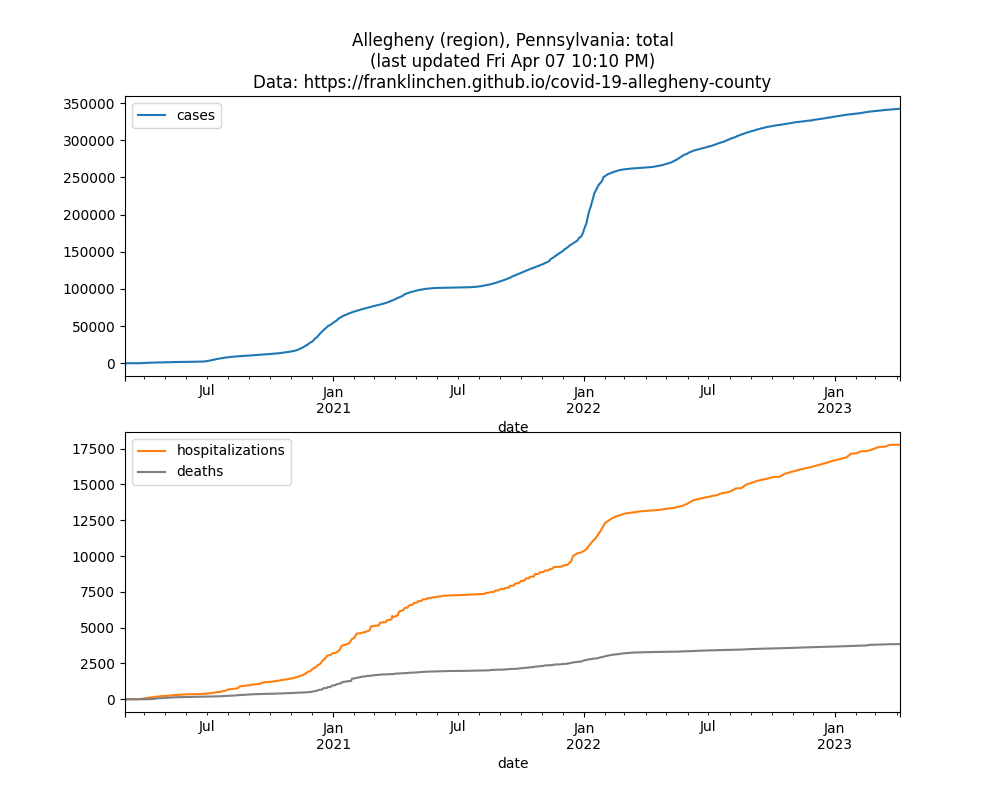 Allegheny (region), Pennsylvania: total
(last updated Fri Apr 07 10:10 PM)
Data: https://franklinchen.github.io/covid-19-allegheny-county
350000
300000
250000
200000
150000
100000
50000
0
cases
Jul
Jan
2021
Jul
Jan
2022
Jul
Jan
2023
date
17500
15000
12500
10000
7500
5000
2500
0
hospitalizations
deaths
Jul
Jan
2021
Jul
Jan
2022
Jul
Jan
2023
date